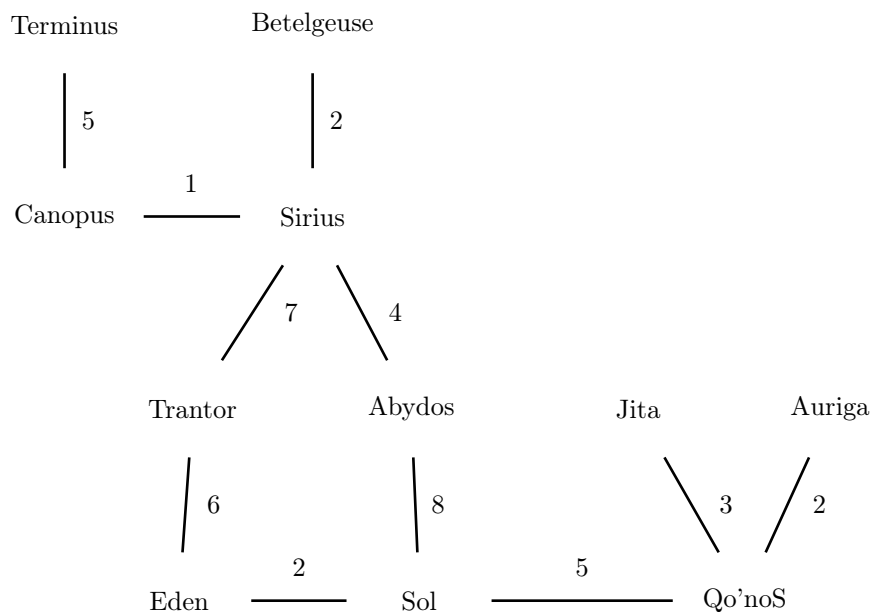 Terminus Betelgeuse
5 2
1
Canopus Sirius
7 4
Trantor Abydos Jita Auriga
6 8 3 2
2 5
Eden Sol Qo'noS